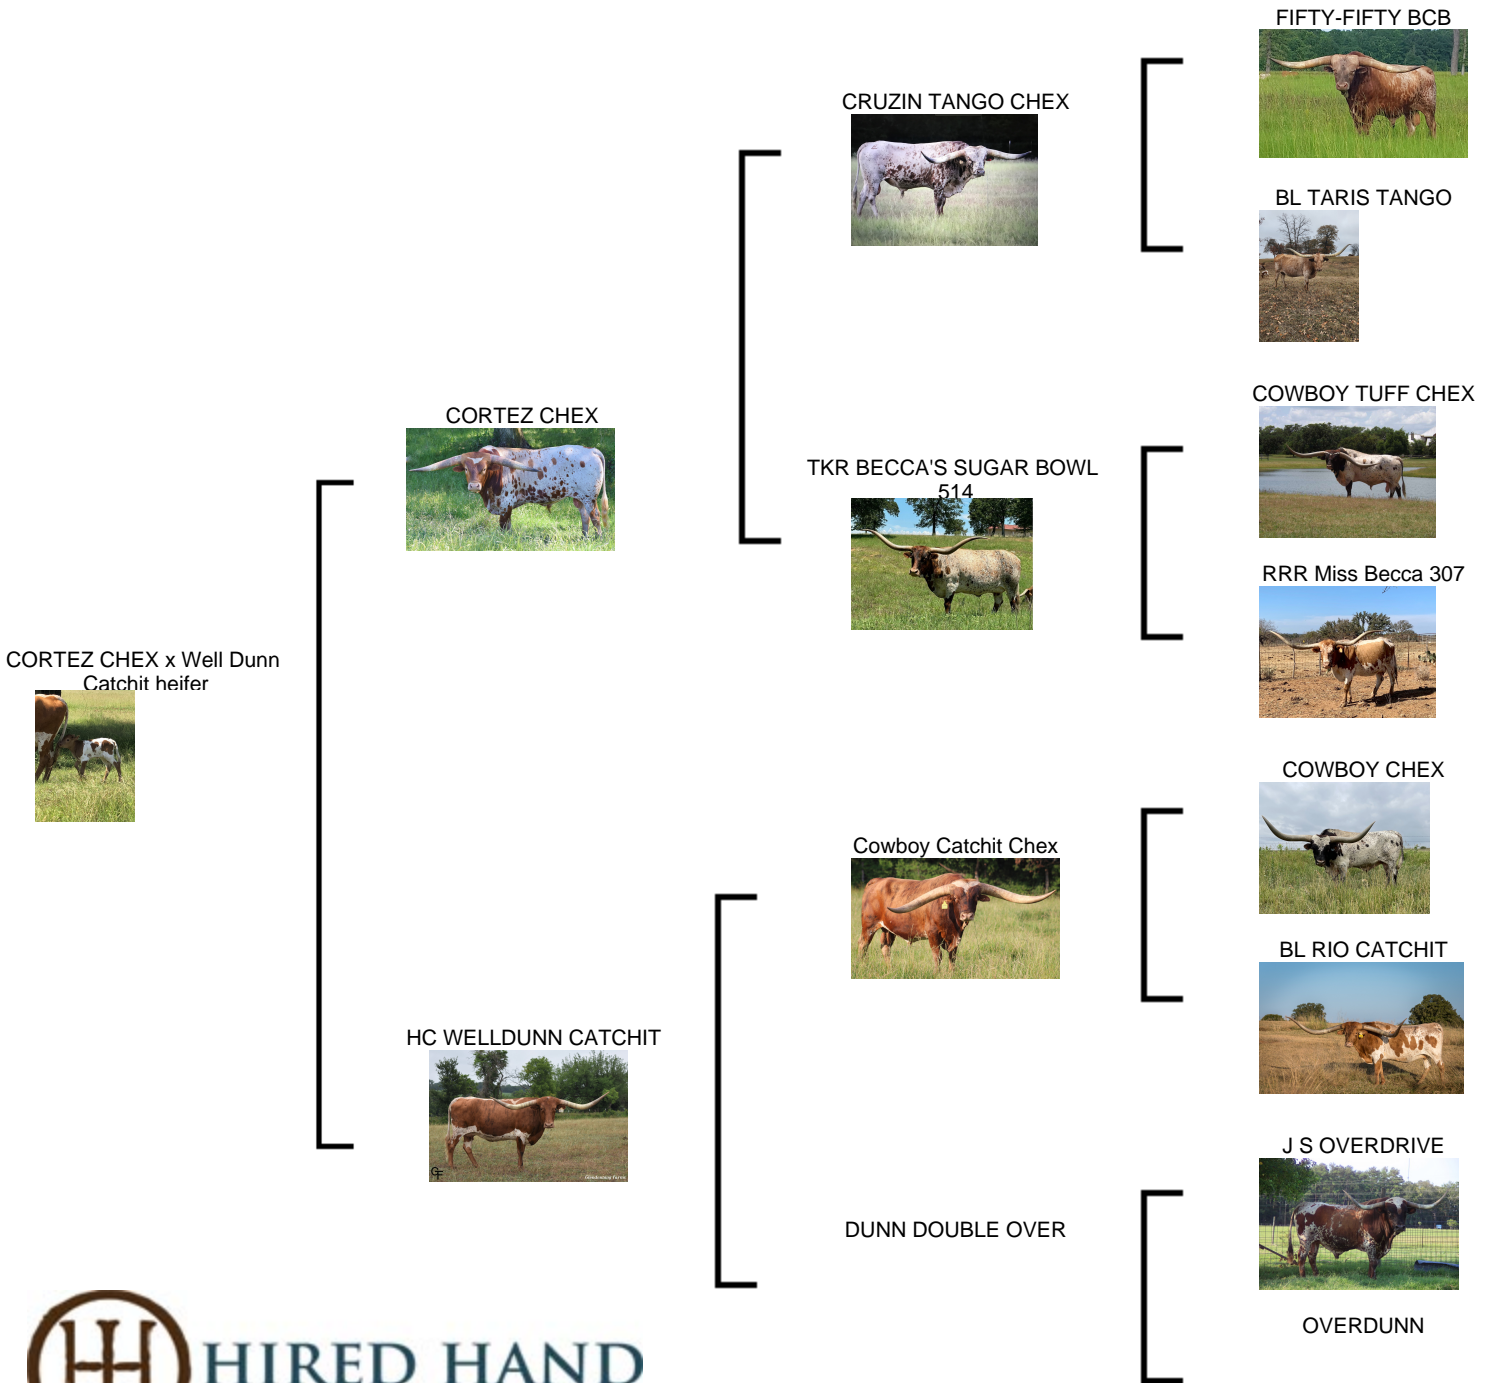 FIFTY-FIFTY BCB
CRUZIN TANGO CHEX
BL TARIS TANGO
CORTEZ CHEX
COWBOY TUFF CHEX
TKR BECCA'S SUGAR BOWL
514
RRR Miss Becca 307
CORTEZ CHEX x Well Dunn
Catchit heifer
COWBOY CHEX
Cowboy Catchit Chex
BL RIO CATCHIT
HC WELLDUNN CATCHIT
J S OVERDRIVE
DUNN DOUBLE OVER
OVERDUNN
HIRED HAND